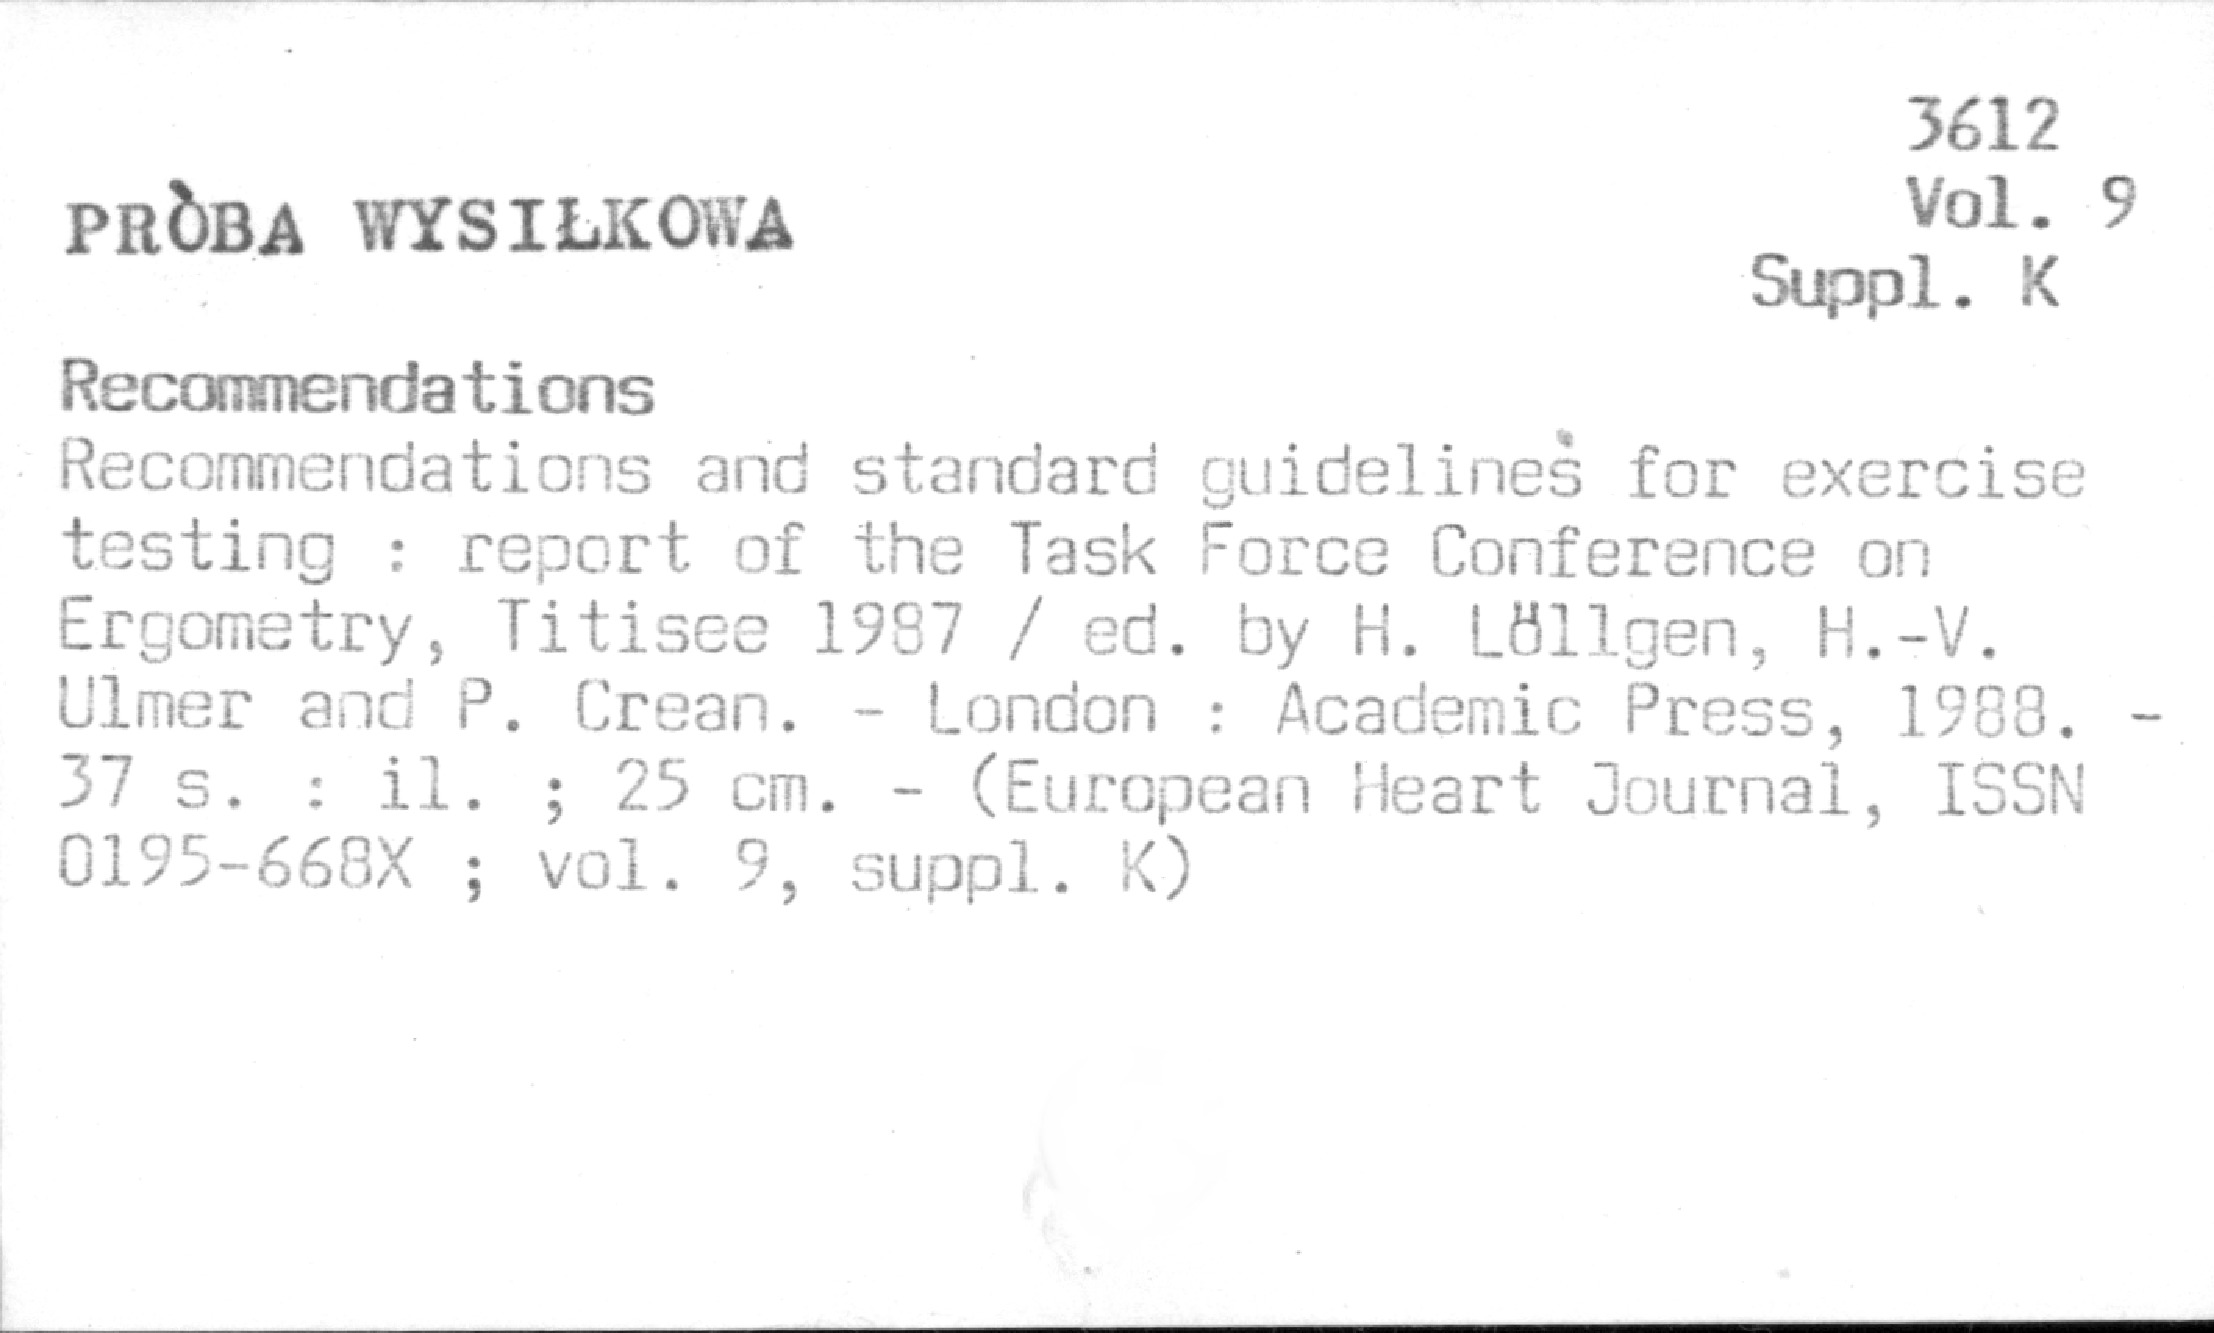 3612
Vol. 9
PRÒBA WYSIŁKOWA
Suppl. K
Recommendations
Recommendations and standard guidelines for exercise
testing : report of the Task Force Conference on
Ergometry, Titisee 1987 / ed. by H. Löllgen, H.-V.
Ulmer and P. Crean. - London : Academic Press, 1988. -
37 s. : il. ; 25 cm. - (European Heart Journal, ISSN
0195-668X ; vol. 9, suppl. K)